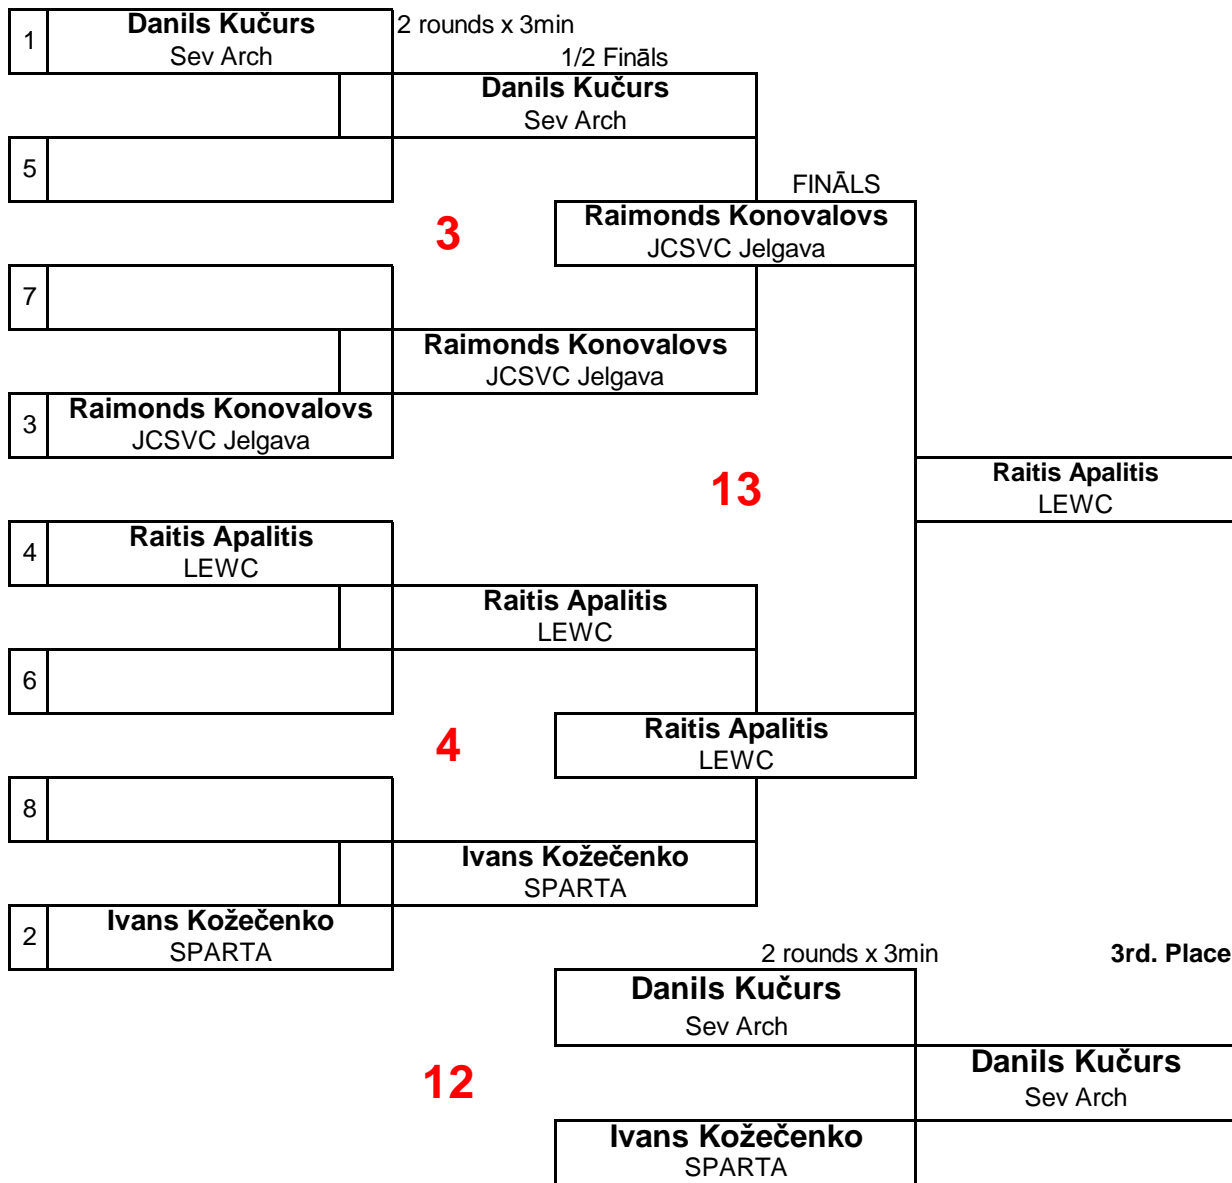 1
Danils Kučurs
Sev Arch
2 rounds x 3min
1/2 Fināls
Danils Kučurs
Sev Arch
5
FINĀLS
3
Raimonds Konovalovs
JCSVC Jelgava
7
Raimonds Konovalovs
JCSVC Jelgava
3
Raimonds Konovalovs
JCSVC Jelgava
13
Raitis Apalitis
LEWC
4
Raitis Apalitis
LEWC
Raitis Apalitis
LEWC
6
4
Raitis Apalitis
LEWC
8
Ivans Kožečenko
SPARTA
2
Ivans Kožečenko
SPARTA
2 rounds x 3min
3rd. Place
Danils Kučurs
Sev Arch
12
Danils Kučurs
Sev Arch
Ivans Kožečenko
SPARTA